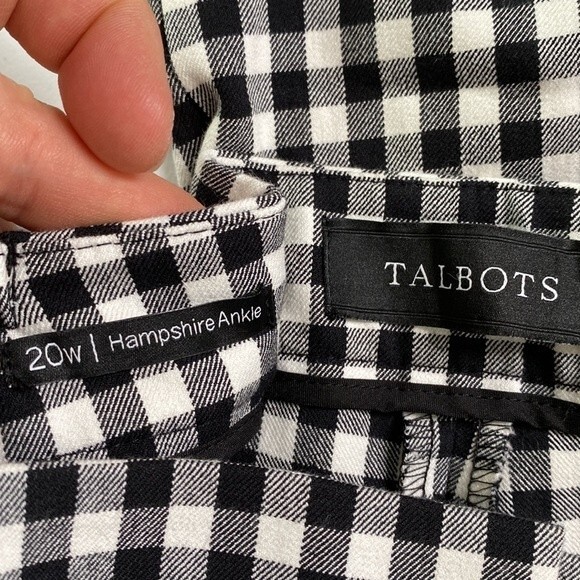 TALBOTS
20W | Hampshire Ankle